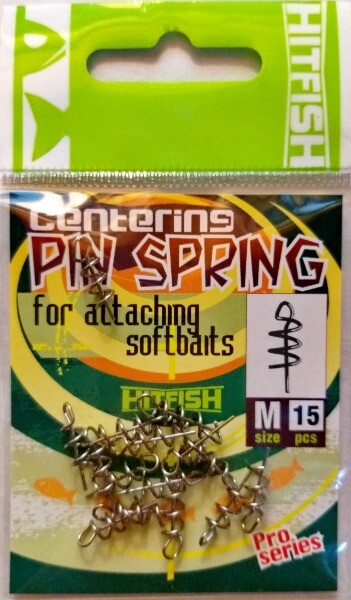 HITFISH
Centering
PIN SPRING
for attaching
softbaits
HITFISH
M 15
size pcs
Pro
series